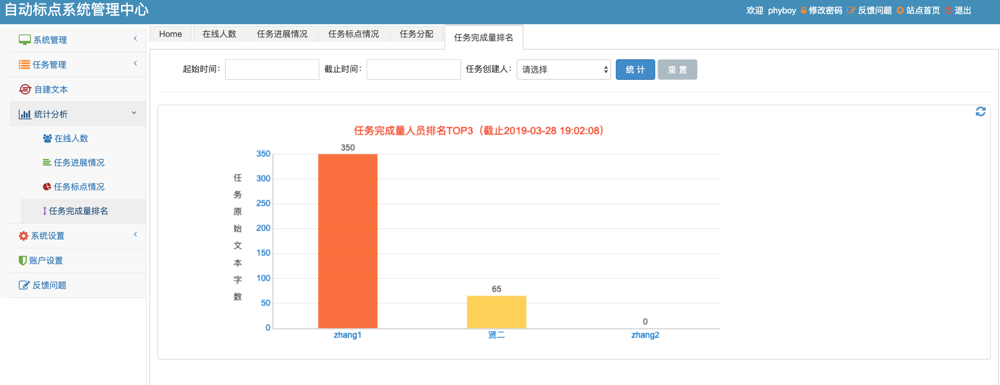 自动标点系统管理中心
欢迎 phyboy 修改密码 反馈问题 站点首页 退出
系统管理
任务管理
自建文本
统计分析
在线人数
任务进展情况
任务标点情况
任务完成量排名
系统设置
账户设置
反馈问题
Home 在线人数 任务进展情况 任务标点情况 任务分配 任务完成量排名
起始时间: 截止时间: 任务创建人: 请选择 统 计 重 置
任务完成量人员排名TOP3（截止2019-03-28 19:02:08）
任务原始文本字数
350
300
250
200
150
100
50
0
350
65
0
zhang1 贤二 zhang2